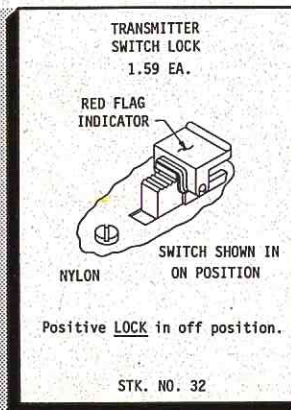 TRANSMITTER
SWITCH LOCK
1.59 EA.
RED FLAG
INDICATOR
SWITCH SHOWN IN
ON POSITION
NYLON
Positive LOCK in off position.
STK. NO. 32